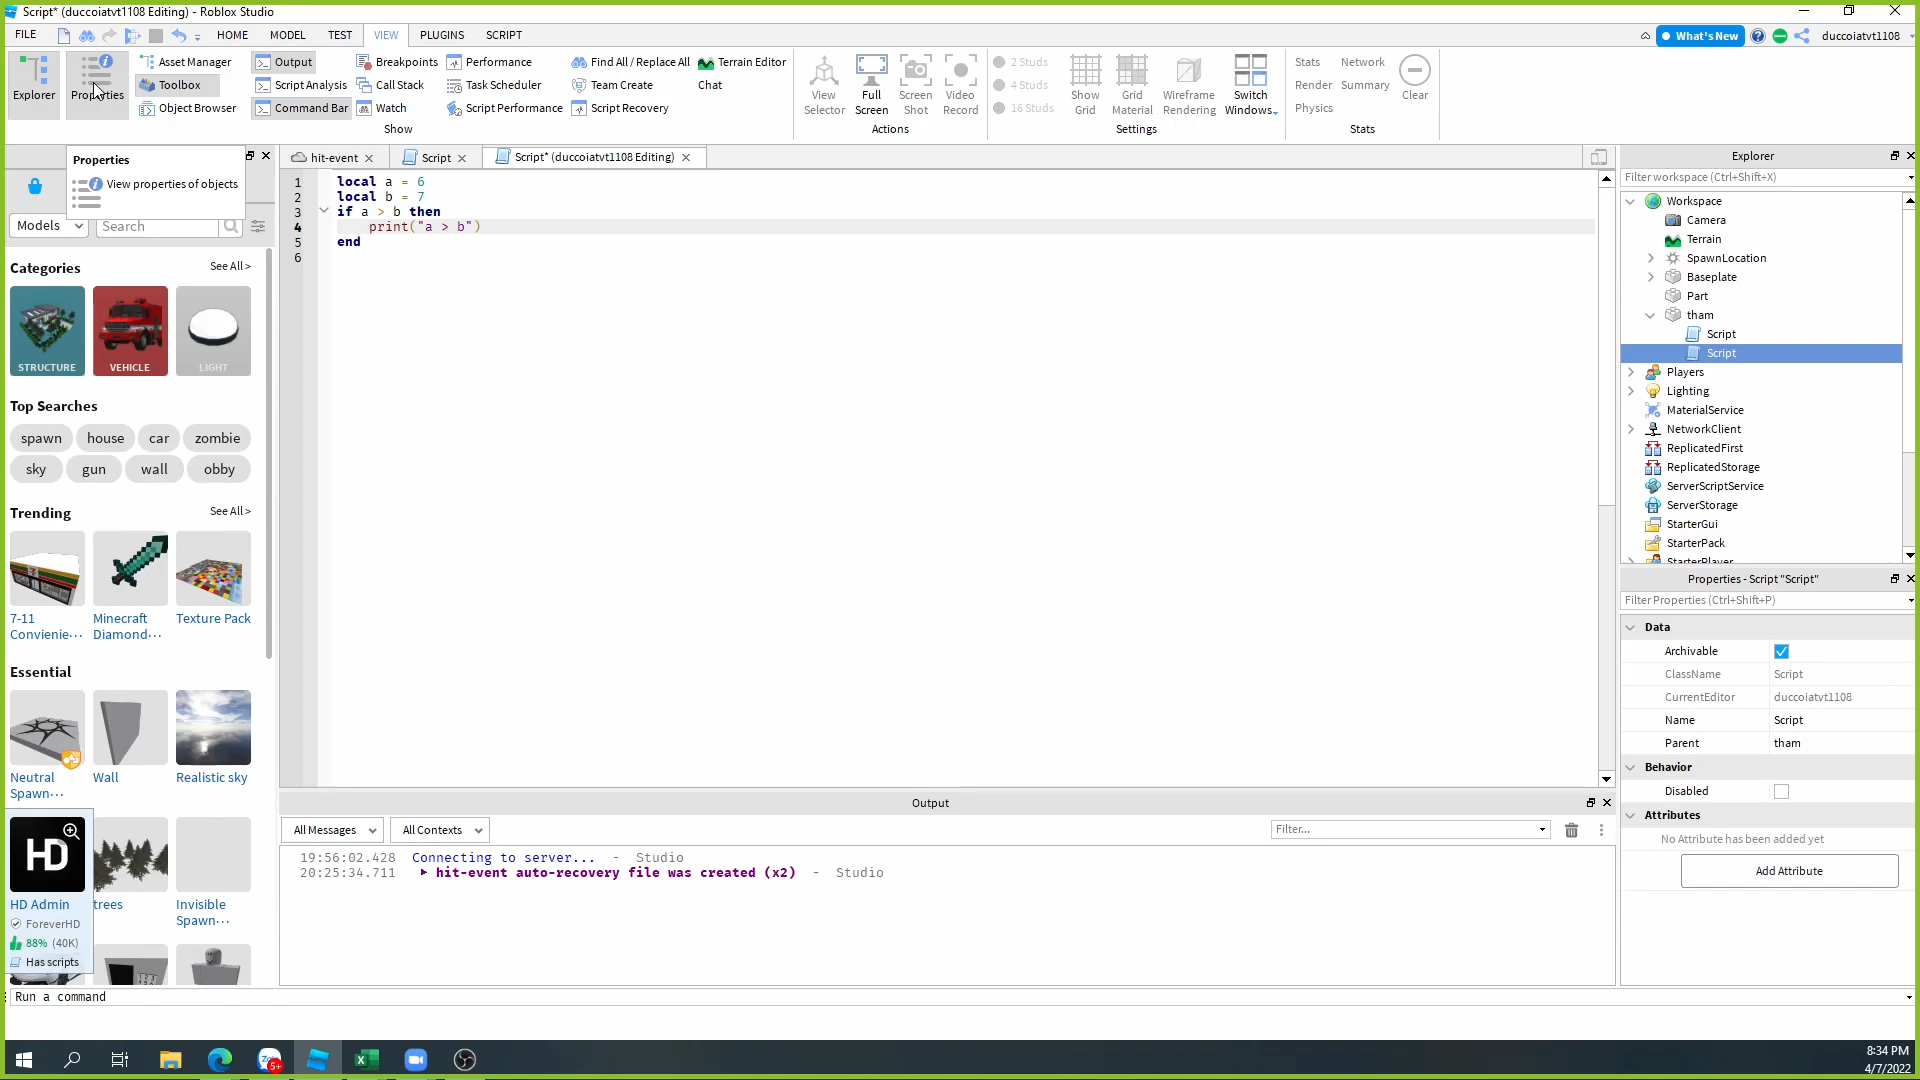 Script* (duccoiatvt1108 Editing) - Roblox Studio
FILE HOME MODEL TEST VIEW PLUGINS SCRIPT What's New duccoiatvt1108
Explorer
Properties
Asset Manager
Toolbox
Object Browser
Output
Script Analysis
Command Bar
Breakpoints
Call Stack
Watch
Performance
Task Scheduler
Script Performance
Find All / Replace All
Team Create
Script Recovery
Terrain Editor
Chat
Show
View Selector
Full Screen
Screen Shot
Video Record
Actions
2 Studs
4 Studs
16 Studs
Show Grid
Grid Material
Wireframe Rendering
Switch Windows
Settings
Stats Network
Render Summary
Physics
Clear
Stats
Properties
View properties of objects
Models Search
Categories See All >
STRUCTURE VEHICLE LIGHT
Top Searches
spawn house car zombie
sky gun wall obby
Trending See All >
7-11 Convienie...
Minecraft Diamond...
Texture Pack
Essential
Neutral Spawn...
Wall
Realistic sky
HD
HD Admin
ForeverHD
88% (40K)
Has scripts
trees
Invisible Spawn...
hit-event Script Script* (duccoiatvt1108 Editing)
1 local a = 6
2 local b = 7
3 if a > b then
4 print("a > b")
5 end
6
Output
All Messages All Contexts Filter...
19:56:02.428 Connecting to server... - Studio
20:25:34.711 hit-event auto-recovery file was created (x2) - Studio
Explorer
Filter workspace (Ctrl+Shift+X)
Workspace
Camera
Terrain
SpawnLocation
Baseplate
Part
tham
Script
Script
Players
Lighting
MaterialService
NetworkClient
ReplicatedFirst
ReplicatedStorage
ServerScriptService
ServerStorage
StarterGui
StarterPack
StarterPlayer
Properties - Script "Script"
Filter Properties (Ctrl+Shift+P)
Data
Archivable
ClassName Script
CurrentEditor duccoiatvt1108
Name Script
Parent tham
Behavior
Disabled
Attributes
No Attribute has been added yet
Add Attribute
Run a command
5+
8:34 PM
4/7/2022